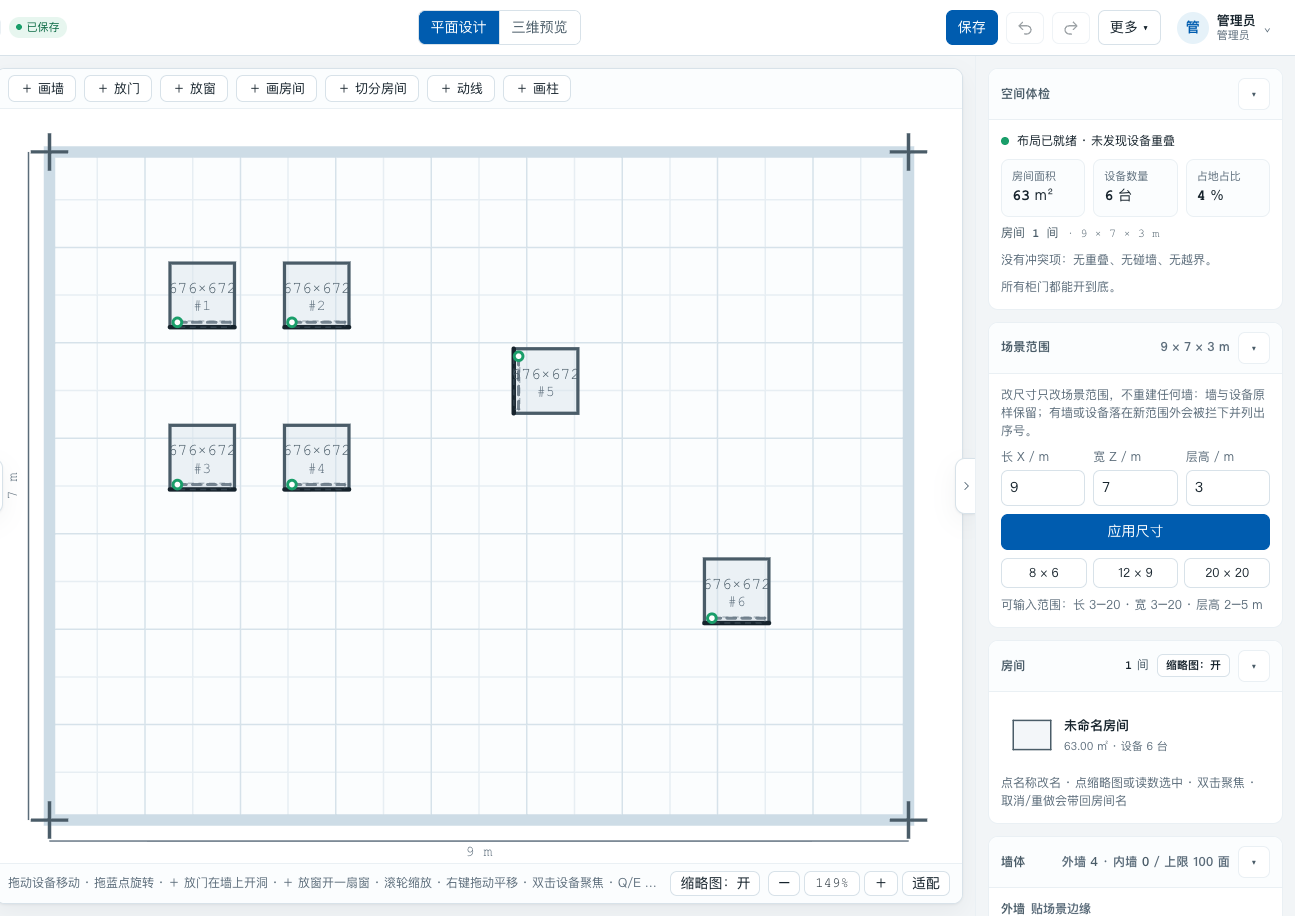 已保存
平面设计 三维预览
保存 更多 ▾ 管 管理员
管理员
＋ 画墙 ＋ 放门 ＋ 放窗 ＋ 画房间 ＋ 切分房间 ＋ 动线 ＋ 画柱
676×672
#1
676×672
#2
676×672
#5
676×672
#3
676×672
#4
676×672
#6
7 m
9 m
拖动设备移动 · 拖蓝点旋转 · ＋ 放门在墙上开洞 · ＋ 放窗开一扇窗 · 滚轮缩放 · 右键拖动平移 · 双击设备聚焦 · Q/E …
缩略图：开 − 149% + 适配
空间体检
布局已就绪 · 未发现设备重叠
房间面积 设备数量 占地占比
63 m² 6 台 4 %
房间 1 间 · 9 × 7 × 3 m
没有冲突项：无重叠、无碰墙、无越界。
所有柜门都能开到底。
场景范围 9 × 7 × 3 m
改尺寸只改场景范围，不重建任何墙：墙与设备原
样保留；有墙或设备落在新范围外会被拦下并列出
序号。
长 X / m 宽 Z / m 层高 / m
9 7 3
应用尺寸
8 × 6 12 × 9 20 × 20
可输入范围：长 3–20 · 宽 3–20 · 层高 2–5 m
房间 1 间 缩略图：开
未命名房间
63.00 ㎡ · 设备 6 台
点名称改名 · 点缩略图或读数选中 · 双击聚焦 ·
取消/重做会带回房间名
墙体 外墙 4 · 内墙 0 / 上限 100 面
外墙 贴场景边缘